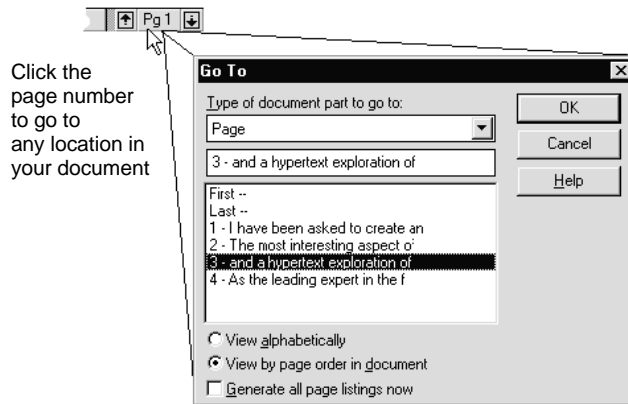 Pg 1
Click the
page number
to go to
any location in
your document
Go To
Type of document part to go to:
Page
3 - and a hypertext exploration of
First --
Last --
1 - I have been asked to create an
2 - The most interesting aspect of
3 - and a hypertext exploration of
4 - As the leading expert in the f
View alphabetically
View by page order in document
Generate all page listings now
OK
Cancel
Help